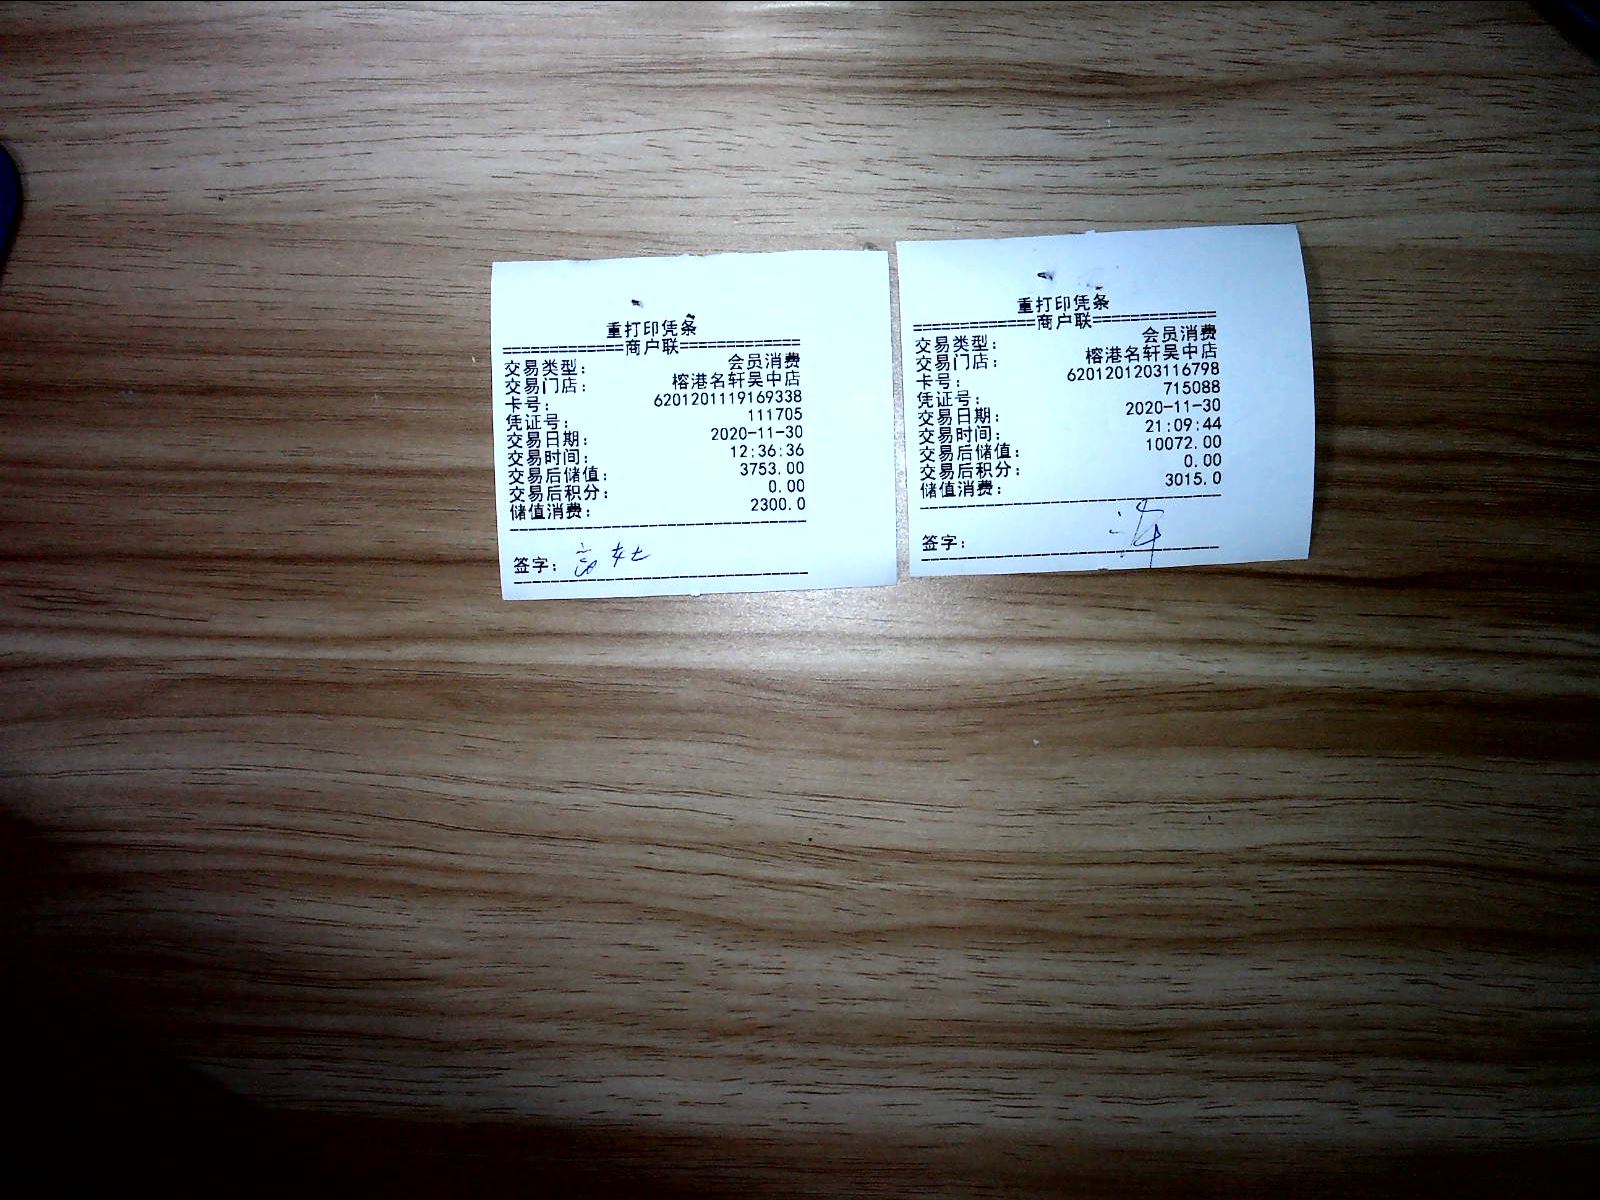 重打印凭条
=============商户联=============
交易类型： 会员消费
交易门店： 榕港名轩吴中店
卡号： 6201201119169338
凭证号： 111705
交易日期： 2020-11-30
交易时间： 12:36:36
交易后储值： 3753.00
交易后积分： 0.00
储值消费： 2300.0
签字：
重打印凭条
=============商户联=============
交易类型： 会员消费
交易门店： 榕港名轩吴中店
卡号： 6201201203116798
凭证号： 715088
交易日期： 2020-11-30
交易时间： 21:09:44
交易后储值： 10072.00
交易后积分： 0.00
储值消费： 3015.0
签字：